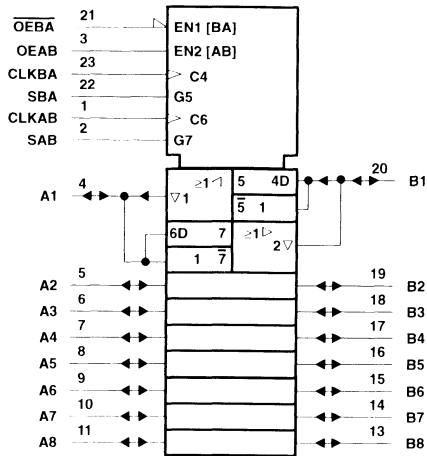 O̅E̅B̅A̅ 21 EN1 [BA]
OEAB 3 EN2 [AB]
CLKBA 23 C4
SBA 22 G5
CLKAB 1 C6
SAB 2 G7
A1 4 ≥1 ▽1 5 4D 20 B1
5̅ 1
6D 7 ≥1 2▽
1 7̅
A2 5 19 B2
A3 6 18 B3
A4 7 17 B4
A5 8 16 B5
A6 9 15 B6
A7 10 14 B7
A8 11 13 B8